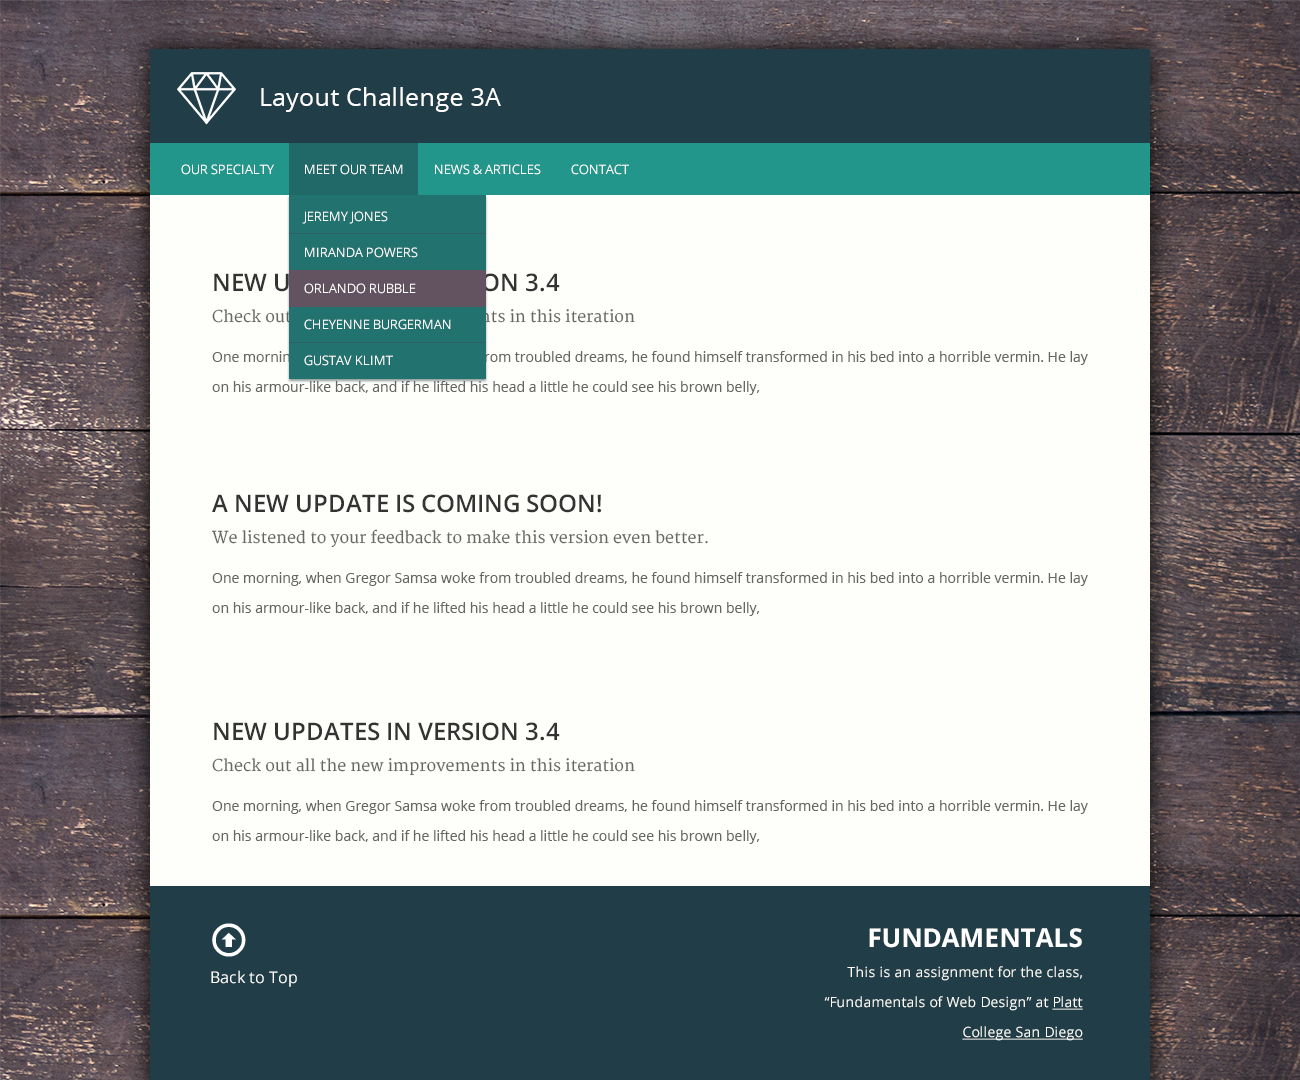 Layout Challenge 3A
OUR SPECIALTY MEET OUR TEAM NEWS & ARTICLES CONTACT
JEREMY JONES
MIRANDA POWERS
ORLANDO RUBBLE
CHEYENNE BURGERMAN
GUSTAV KLIMT
NEW 3.4
Check in this iteration
One troubled dreams, he found himself transformed in his bed into a horrible vermin. He lay
on his armour-like back, and if he lifted his head a little he could see his brown belly,
A NEW UPDATE IS COMING SOON!
We listened to your feedback to make this version even better.
One morning, when Gregor Samsa woke from troubled dreams, he found himself transformed in his bed into a horrible vermin. He lay
on his armour-like back, and if he lifted his head a little he could see his brown belly,
NEW UPDATES IN VERSION 3.4
Check out all the new improvements in this iteration
One morning, when Gregor Samsa woke from troubled dreams, he found himself transformed in his bed into a horrible vermin. He lay
on his armour-like back, and if he lifted his head a little he could see his brown belly,
Back to Top
FUNDAMENTALS
This is an assignment for the class,
“Fundamentals of Web Design” at Platt
College San Diego